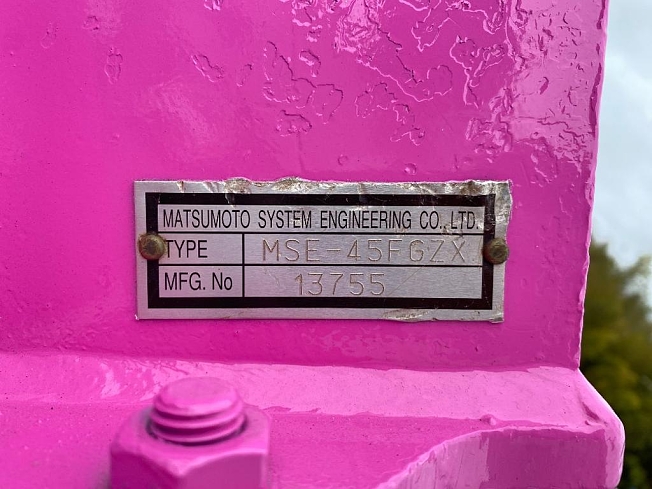 MATSUMOTO SYSTEM ENGINEERING CO., LTD.
TYPE MSE-45FGZX
MFG. No 13755